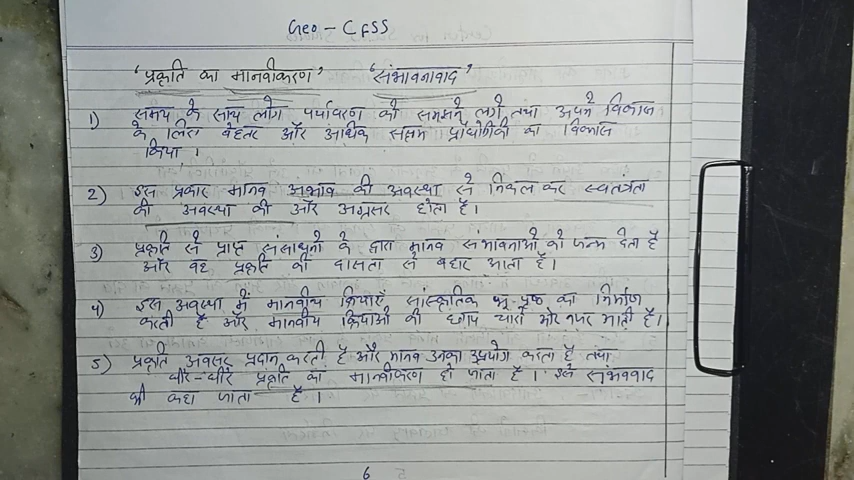 Geo - CFSS
'प्रकृति का मानवीकरण' 'संभावनावाद'
1) समय के साथ लोग पर्यावरण को समझने लगे तथा अपने विकास
के लिए बेहतर और अधिक सक्षम प्रौद्योगिकी का विकास
किया ।
2) इस प्रकार मानव अभाव की अवस्था से निकल कर स्वतंत्रता
की अवस्था की और अग्रसर होता है।
3) प्रकृति से प्राप्त संसाधनो के द्वारा मानव संभावनाओ को जन्म देता है
और वह प्रकृति की दासता से बहार आता है।
4) इस अवस्था में मानवीय क्रियाएं सांस्कृतिक भू-पृष्ठ का निर्माण
करती है और मानवीय क्रियाओ की छाप चारों ओर नजर आती है।
5) प्रकृति अवसर प्रदान करती है और मानव उनका उपयोग करता है तथा
धीरे-धीरे प्रकृति का मानवीकरण हो जाता है । इसे संभववाद
भी कहा जाता है ।
6